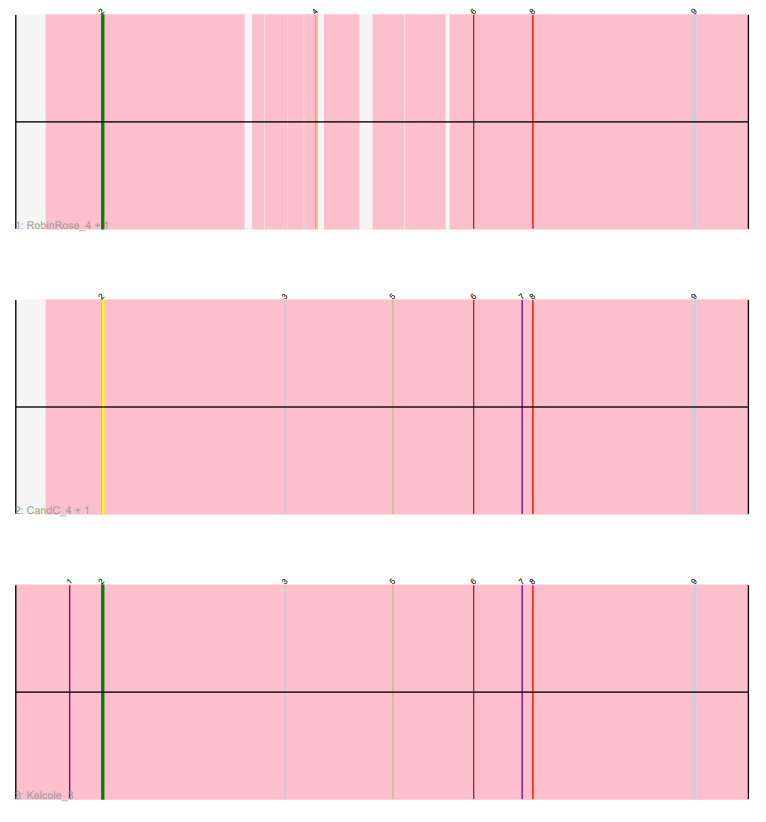 2 4 6 8 9
1: RobinRose_4 + 1
2 3 5 6 7 8 9
2: CandC_4 + 1
1 2 3 5 6 7 8 9
3: Kelcole_3